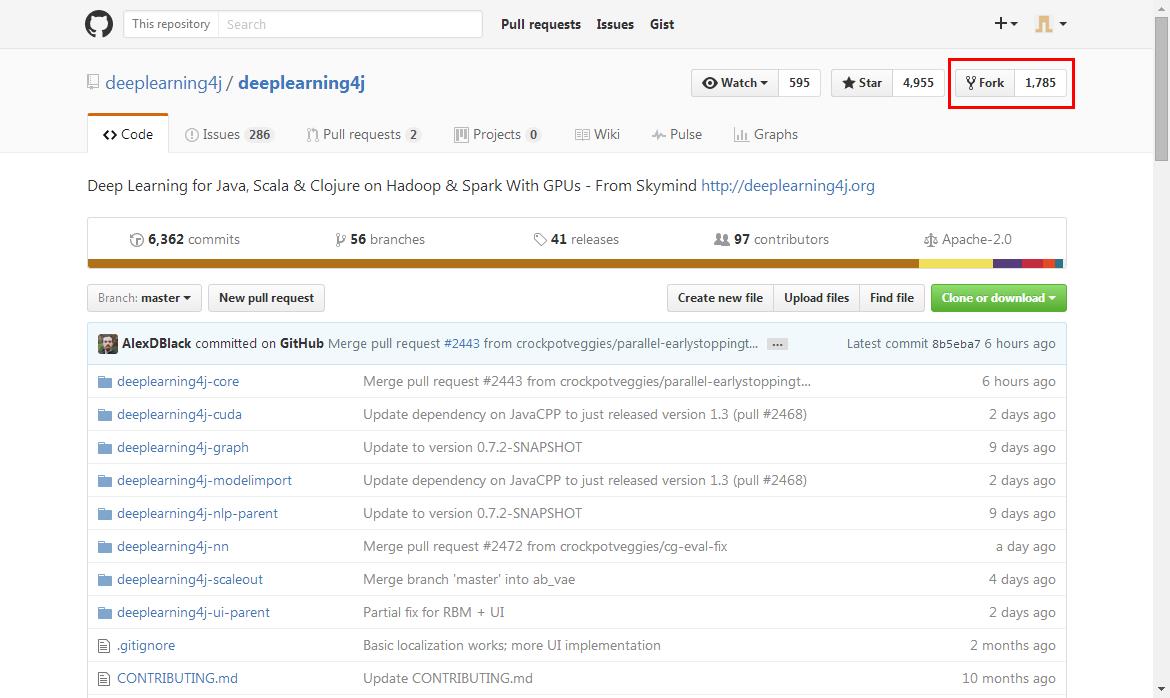 This repository Search Pull requests Issues Gist
deeplearning4j / deeplearning4j Watch 595 Star 4,955 Fork 1,785
Code Issues 286 Pull requests 2 Projects 0 Wiki Pulse Graphs
Deep Learning for Java, Scala & Clojure on Hadoop & Spark With GPUs - From Skymind http://deeplearning4j.org
6,362 commits 56 branches 41 releases 97 contributors Apache-2.0
Branch: master New pull request Create new file Upload files Find file Clone or download
AlexDBlack committed on GitHub Merge pull request #2443 from crockpotveggies/parallel-earlystoppingt... ... Latest commit 8b5eba7 6 hours ago
deeplearning4j-core Merge pull request #2443 from crockpotveggies/parallel-earlystoppingt... 6 hours ago
deeplearning4j-cuda Update dependency on JavaCPP to just released version 1.3 (pull #2468) 2 days ago
deeplearning4j-graph Update to version 0.7.2-SNAPSHOT 9 days ago
deeplearning4j-modelimport Update dependency on JavaCPP to just released version 1.3 (pull #2468) 2 days ago
deeplearning4j-nlp-parent Update to version 0.7.2-SNAPSHOT 9 days ago
deeplearning4j-nn Merge pull request #2472 from crockpotveggies/cg-eval-fix a day ago
deeplearning4j-scaleout Merge branch 'master' into ab_vae 4 days ago
deeplearning4j-ui-parent Partial fix for RBM + UI 2 days ago
.gitignore Basic localization works; more UI implementation 2 months ago
CONTRIBUTING.md Update CONTRIBUTING.md 10 months ago